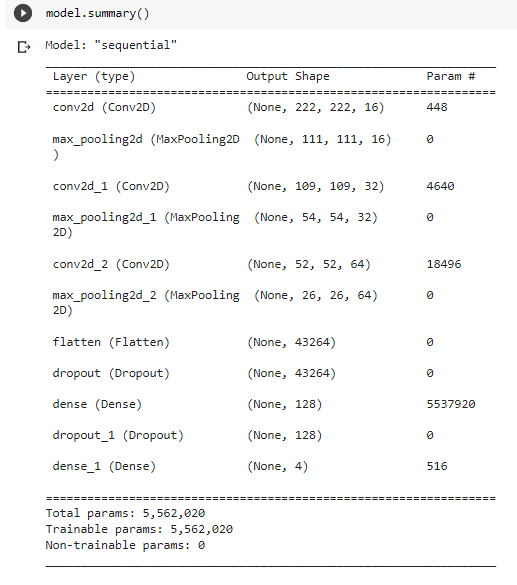 model.summary()
Model: "sequential"
Layer (type) Output Shape Param #
conv2d (Conv2D) (None, 222, 222, 16) 448
max_pooling2d (MaxPooling2D (None, 111, 111, 16) 0
)
conv2d_1 (Conv2D) (None, 109, 109, 32) 4640
max_pooling2d_1 (MaxPooling (None, 54, 54, 32) 0
2D)
conv2d_2 (Conv2D) (None, 52, 52, 64) 18496
max_pooling2d_2 (MaxPooling (None, 26, 26, 64) 0
2D)
flatten (Flatten) (None, 43264) 0
dropout (Dropout) (None, 43264) 0
dense (Dense) (None, 128) 5537920
dropout_1 (Dropout) (None, 128) 0
dense_1 (Dense) (None, 4) 516
Total params: 5,562,020
Trainable params: 5,562,020
Non-trainable params: 0